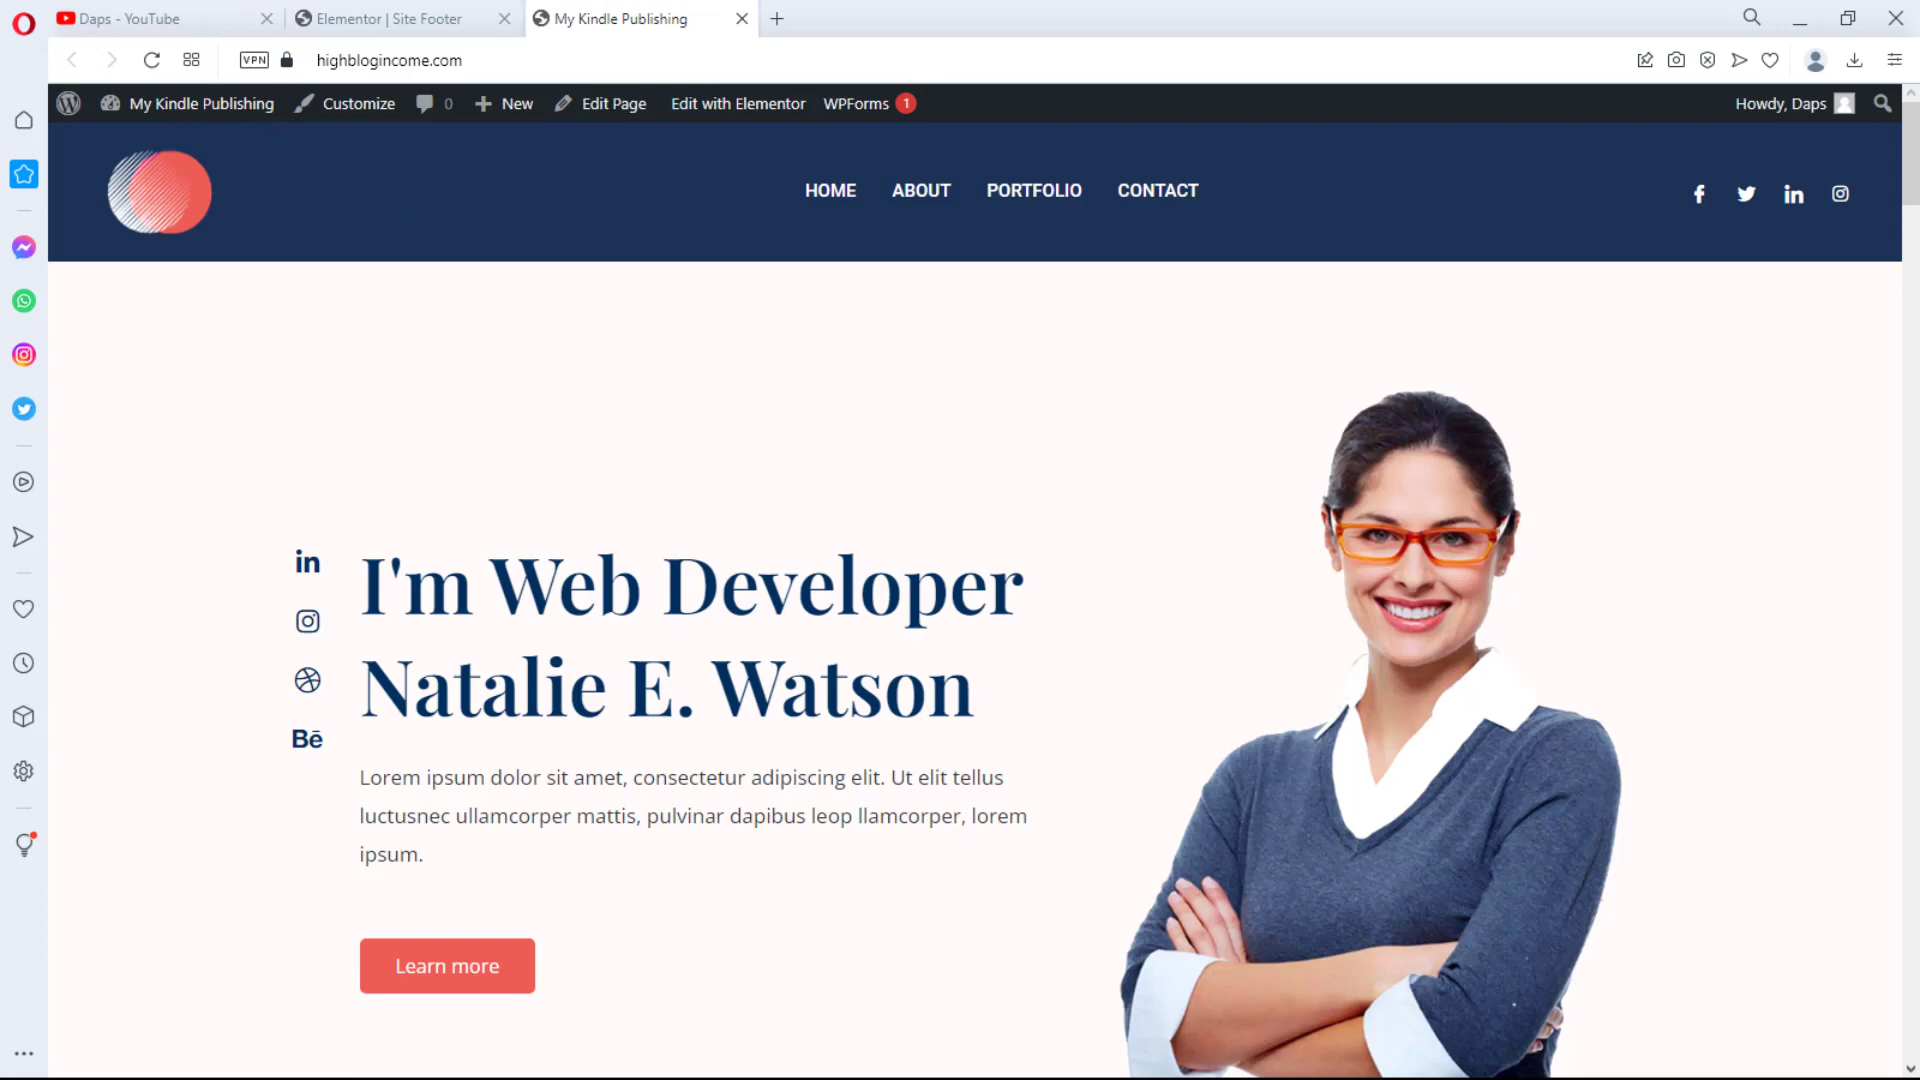 Daps - YouTube
Elementor | Site Footer
My Kindle Publishing
VPN
highblogincome.com
My Kindle Publishing
Customize
0
New
Edit Page
Edit with Elementor
WPForms 1
Howdy, Daps
HOME
ABOUT
PORTFOLIO
CONTACT
I'm Web Developer
Natalie E. Watson
Lorem ipsum dolor sit amet, consectetur adipiscing elit. Ut elit tellus
luctusnec ullamcorper mattis, pulvinar dapibus leop llamcorper, lorem
ipsum.
Learn more